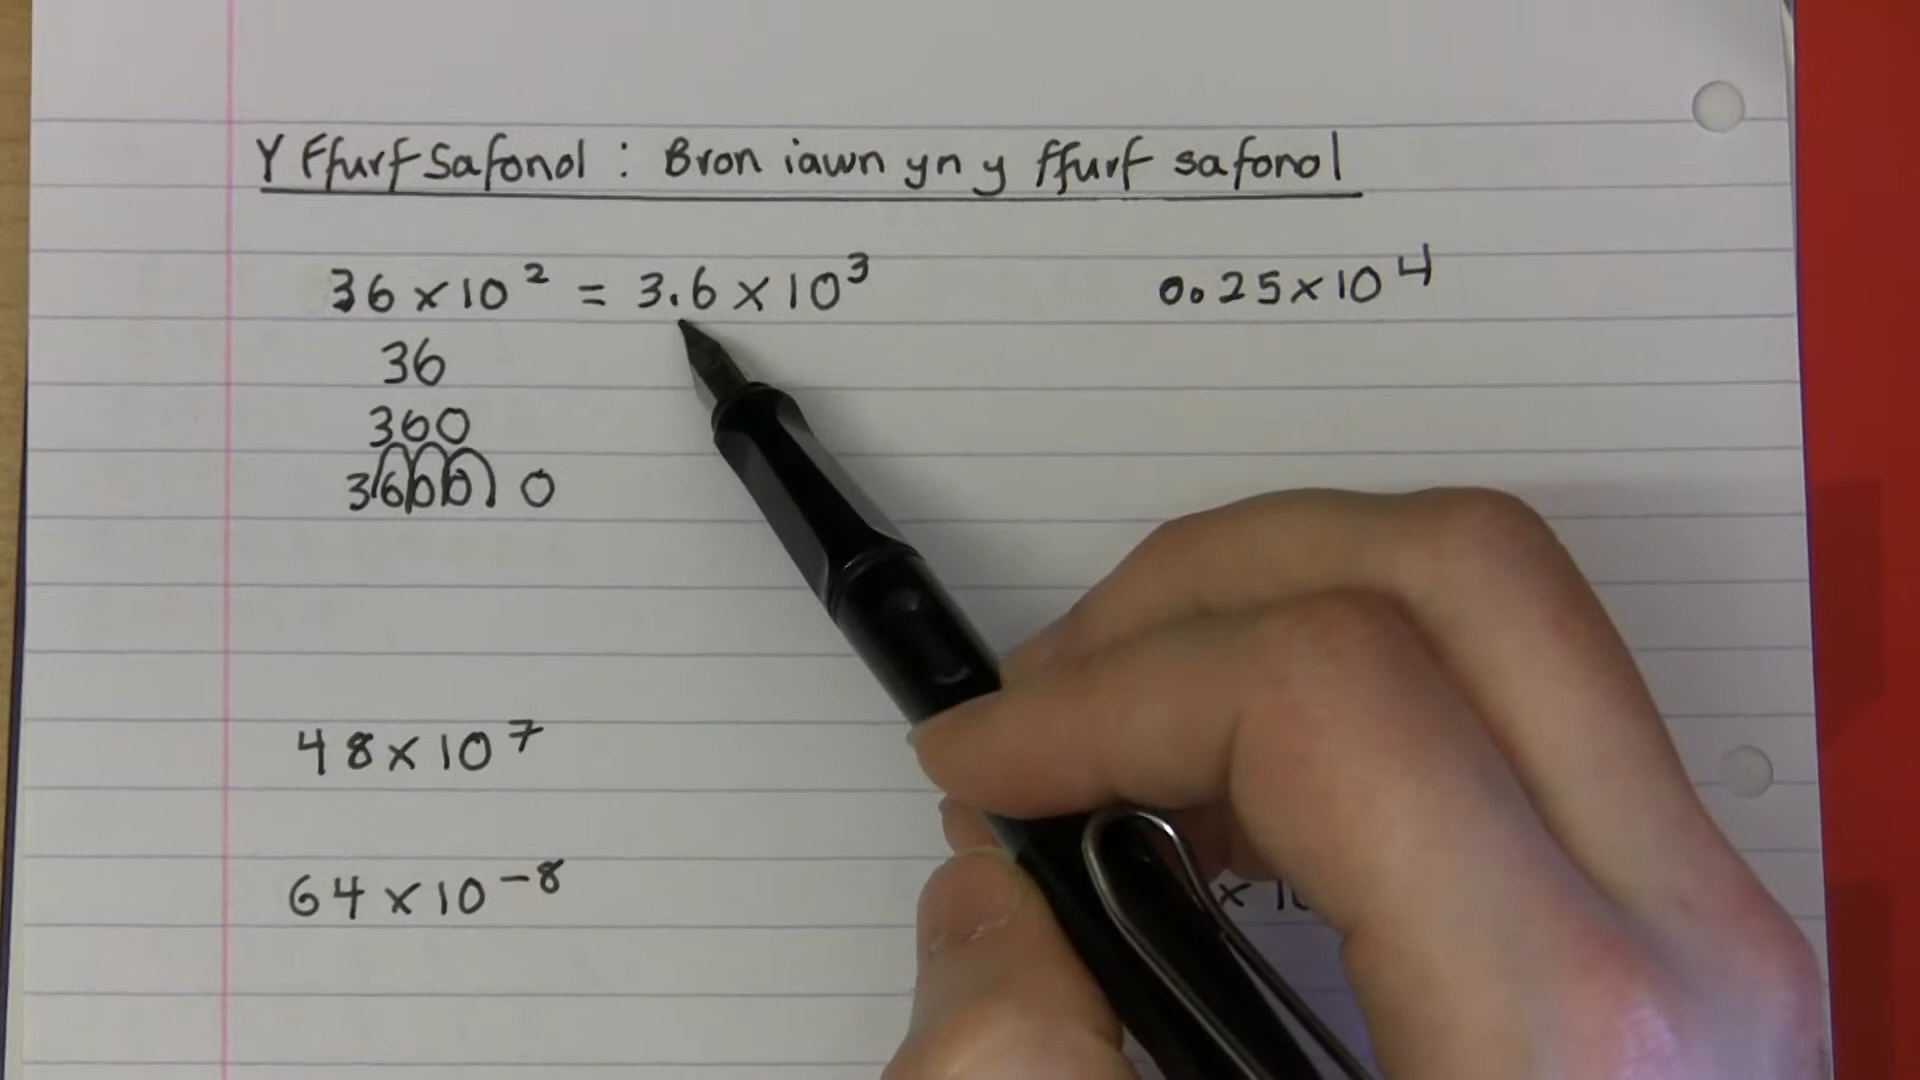 Y Ffurf Safonol : Bron iawn yn y ffurf safonol
36 × 10² = 3.6 × 10³
0.25 × 10⁴
36
360
3600 0
48 × 10⁷
64 × 10⁻⁸